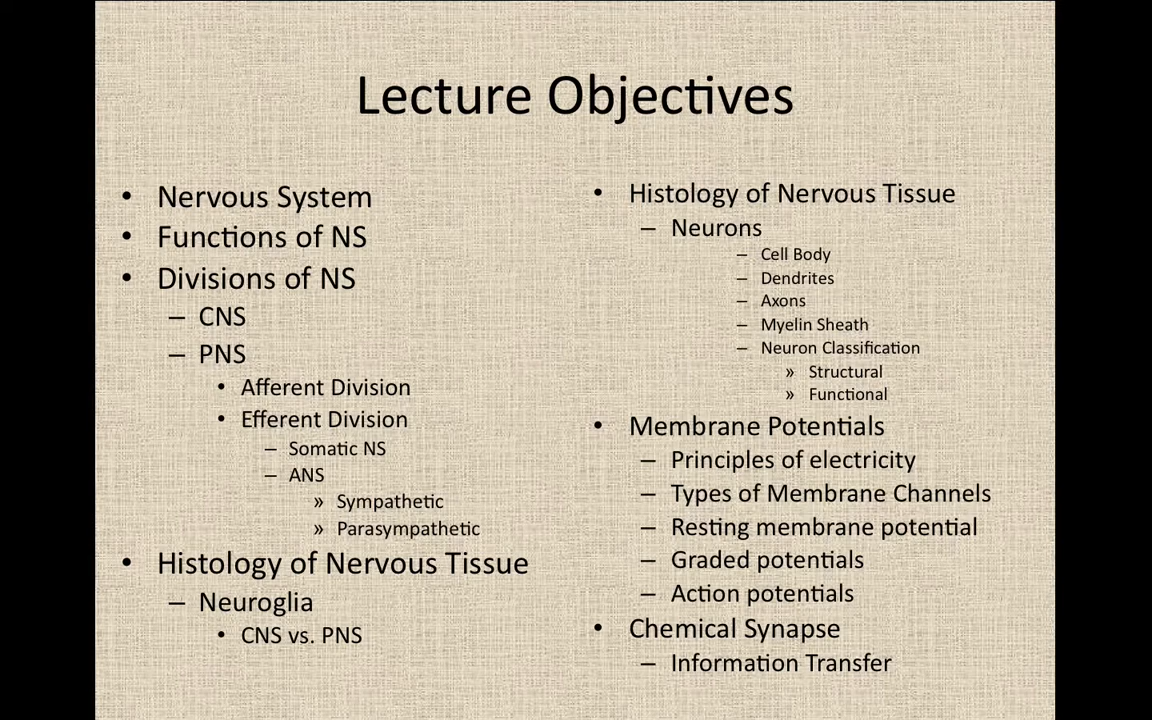 Lecture Objectives
• Nervous System
• Functions of NS
• Divisions of NS
– CNS
– PNS
• Afferent Division
• Efferent Division
– Somatic NS
– ANS
» Sympathetic
» Parasympathetic
• Histology of Nervous Tissue
– Neuroglia
• CNS vs. PNS
• Histology of Nervous Tissue
– Neurons
– Cell Body
– Dendrites
– Axons
– Myelin Sheath
– Neuron Classification
» Structural
» Functional
• Membrane Potentials
– Principles of electricity
– Types of Membrane Channels
– Resting membrane potential
– Graded potentials
– Action potentials
• Chemical Synapse
– Information Transfer